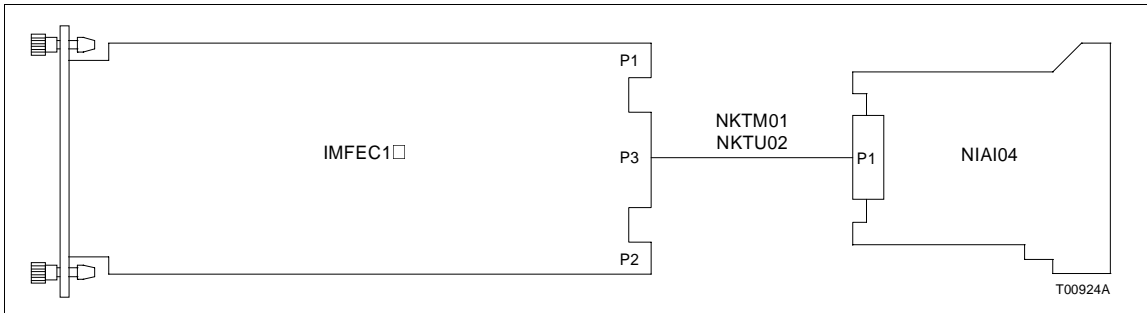 P1
NKTM01
NKTU02
IMFEC1□
P3
P1
NIAI04
P2
T00924A